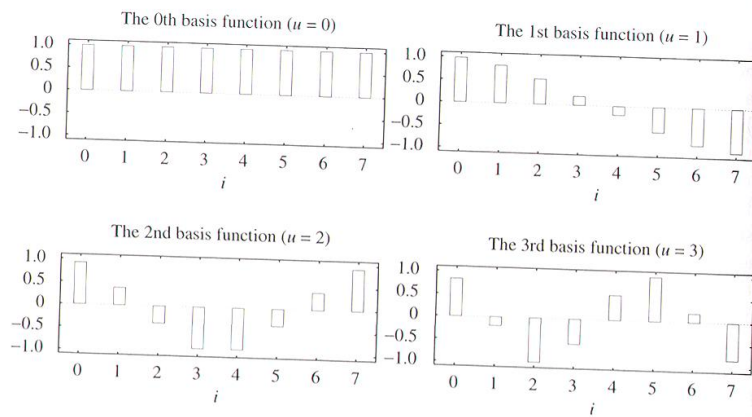 The 0th basis function (u = 0)
1.0
0.5
0
−0.5
−1.0
0 1 2 3 4 5 6 7
i
The 1st basis function (u = 1)
1.0
0.5
0
−0.5
−1.0
0 1 2 3 4 5 6 7
i
The 2nd basis function (u = 2)
1.0
0.5
0
−0.5
−1.0
0 1 2 3 4 5 6 7
i
The 3rd basis function (u = 3)
1.0
0.5
0
−0.5
−1.0
0 1 2 3 4 5 6 7
i